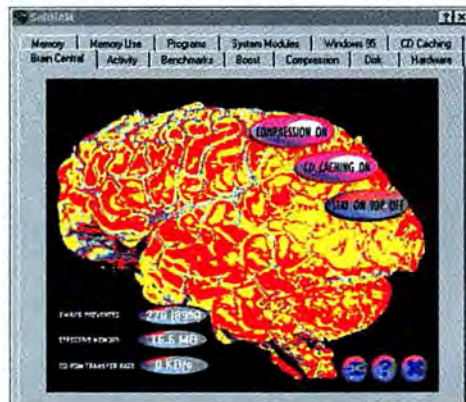 SoftRAM
Memory Memory Use Programs System Modules Windows 95 CD Caching
Brain Central Activity Benchmarks Boost Compression Disk Hardware
COMPRESSION ON
CD CACHING ON
STAY ON TOP OFF
SWAPS PREVENTED
EFFECTIVE MEMORY 16.6 MB
CD ROM TRANSFER RATE 0 KB/s